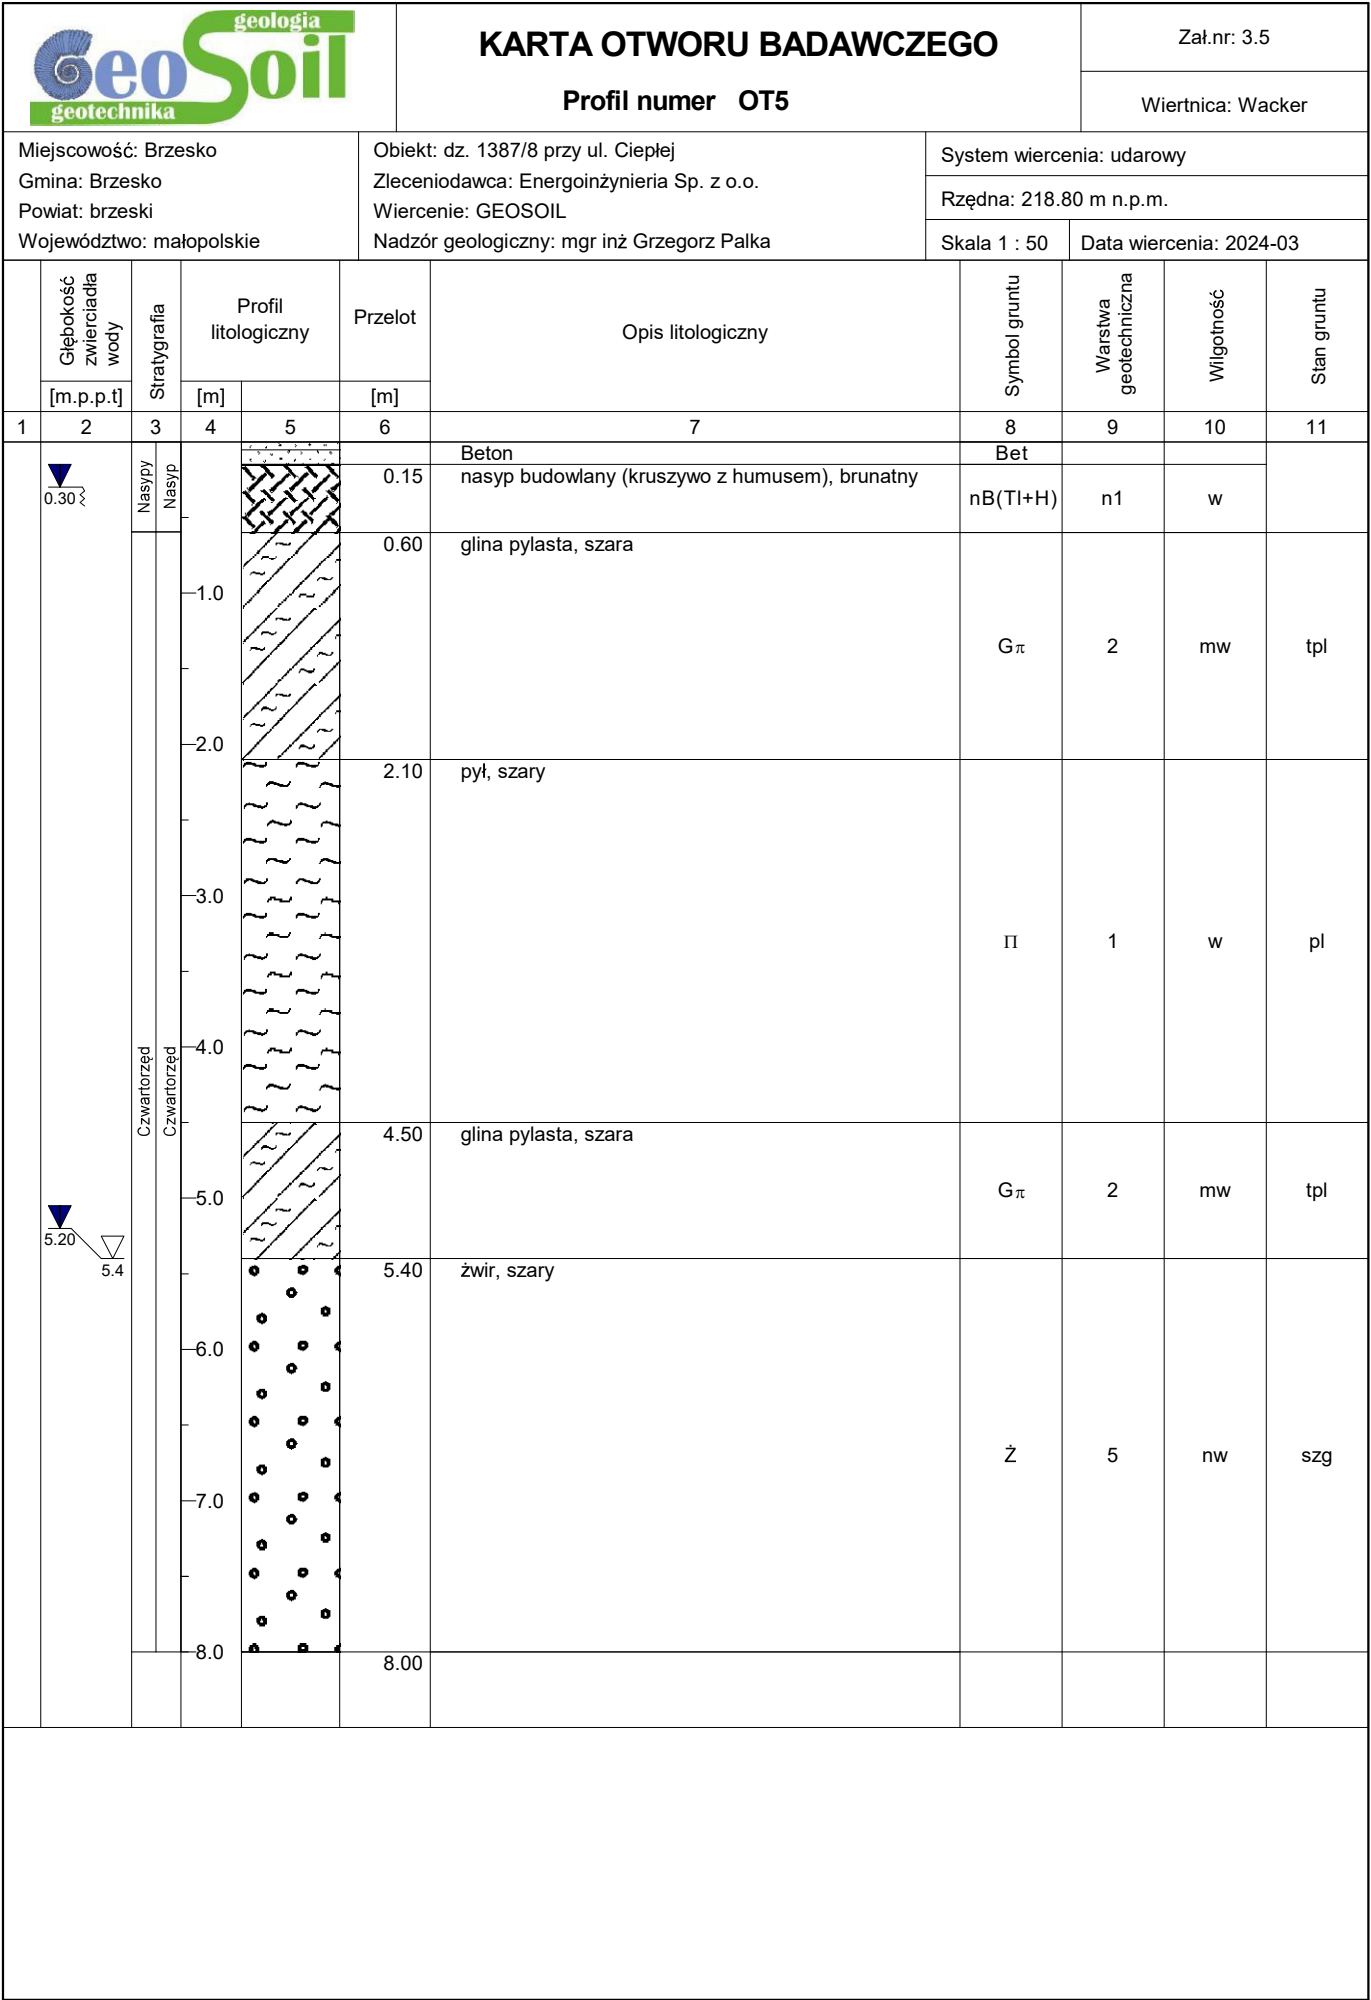 geologia
GeoSoil
geotechnika
KARTA OTWORU BADAWCZEGO
Profil numer OT5
Zał.nr: 3.5
Wiertnica: Wacker
Miejscowość: Brzesko
Gmina: Brzesko
Powiat: brzeski
Województwo: małopolskie
Obiekt: dz. 1387/8 przy ul. Ciepłej
Zleceniodawca: Energoinżynieria Sp. z o.o.
Wiercenie: GEOSOIL
Nadzór geologiczny: mgr inż Grzegorz Palka
System wiercenia: udarowy
Rzędna: 218.80 m n.p.m.
Skala 1 : 50
Data wiercenia: 2024-03
Głębokość
zwierciadła
wody
[m.p.p.t]
Stratygrafia
Profil
litologiczny
[m]
Przelot
[m]
Opis litologiczny
Symbol gruntu
Warstwa
geotechniczna
Wilgotność
Stan gruntu
1 2 3 4 5 6 7 8 9 10 11
Beton Bet
0.30
Nasypy
Nasyp
0.15 nasyp budowlany (kruszywo z humusem), brunatny
nB(Tl+H) n1 w
0.60 glina pylasta, szara
1.0
Gπ 2 mw tpl
2.0
2.10 pył, szary
3.0
Π 1 w pl
4.0
Czwartorzęd
Czwartorzęd
4.50 glina pylasta, szara
5.0
Gπ 2 mw tpl
5.20
5.4
5.40 żwir, szary
6.0
Ż 5 nw szg
7.0
8.0
8.00